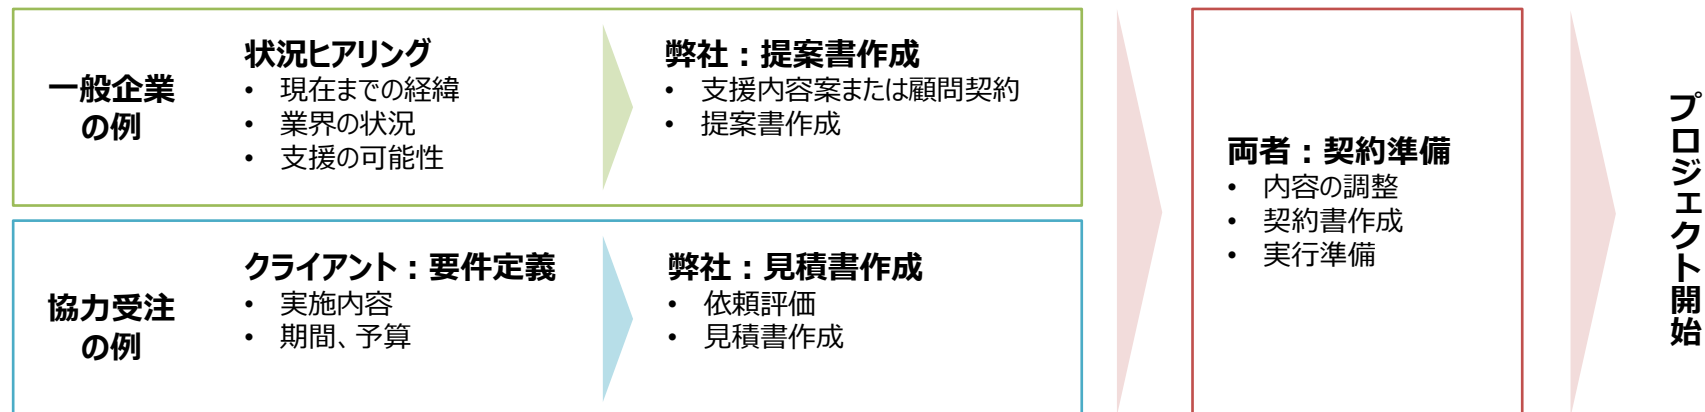 一般企業
の例
状況ヒアリング
• 現在までの経緯
• 業界の状況
• 支援の可能性
弊社：提案書作成
• 支援内容案または顧問契約
• 提案書作成
協力受注
の例
クライアント：要件定義
• 実施内容
• 期間、予算
弊社：見積書作成
• 依頼評価
• 見積書作成
両者：契約準備
• 内容の調整
• 契約書作成
• 実行準備
プロジェクト開始